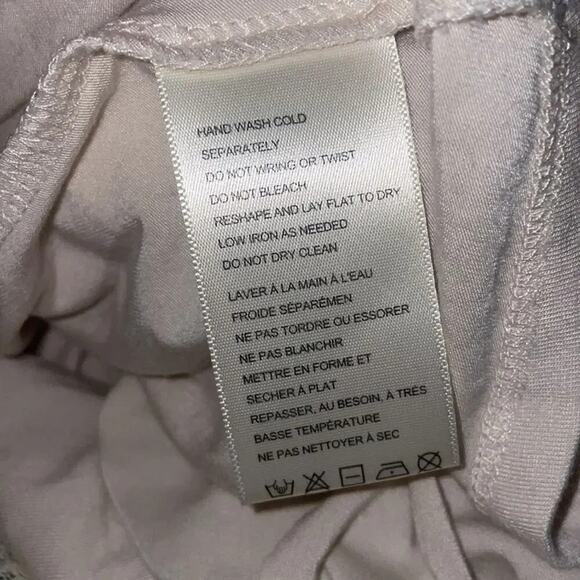 HAND WASH COLD
SEPARATELY
DO NOT WRING OR TWIST
DO NOT BLEACH
RESHAPE AND LAY FLAT TO DRY
LOW IRON AS NEEDED
DO NOT DRY CLEAN
LAVER À LA MAIN À L'EAU
FROIDE SÉPARÉMEN
NE PAS TORDRE OU ESSORER
NE PAS BLANCHIR
METTRE EN FORME ET
SECHER À PLAT
REPASSER, AU BESOIN, À TRÈS
BASSE TEMPÉRATURE
NE PAS NETTOYER À SEC